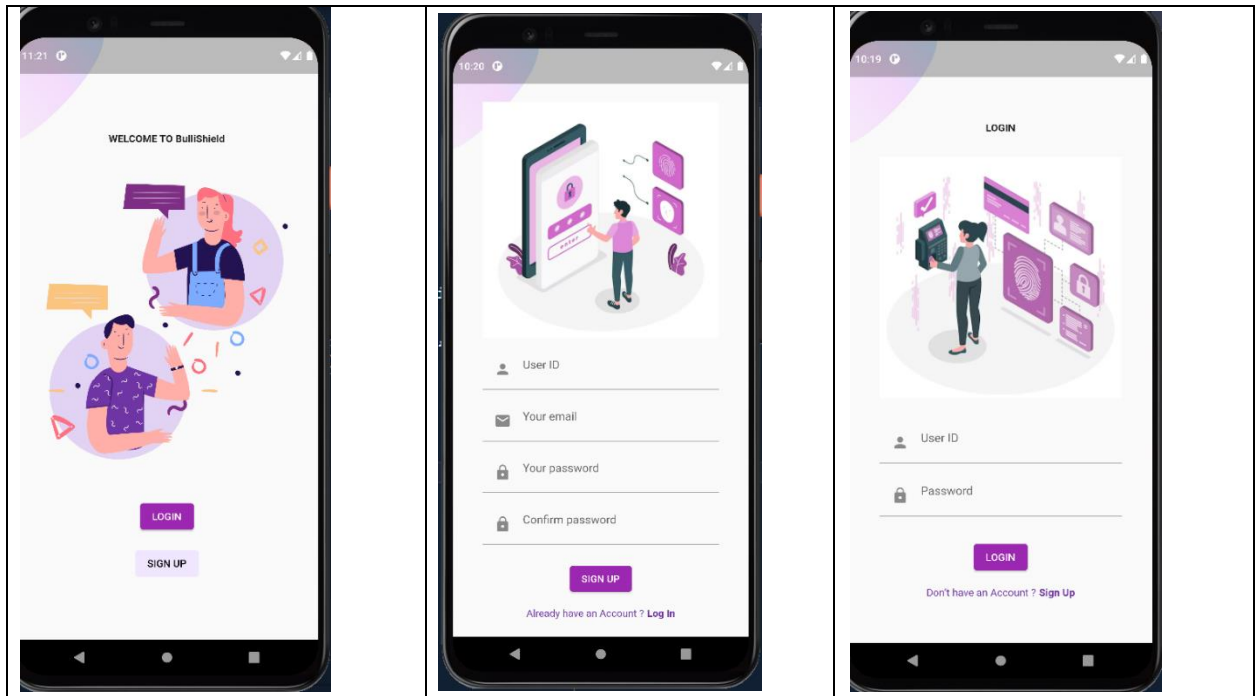 11:21
WELCOME TO BulliShield
LOGIN
SIGN UP
10:20
enter
User ID
Your email
Your password
Confirm password
SIGN UP
Already have an Account ? Log In
10:19
LOGIN
User ID
Password
LOGIN
Don't have an Account ? Sign Up